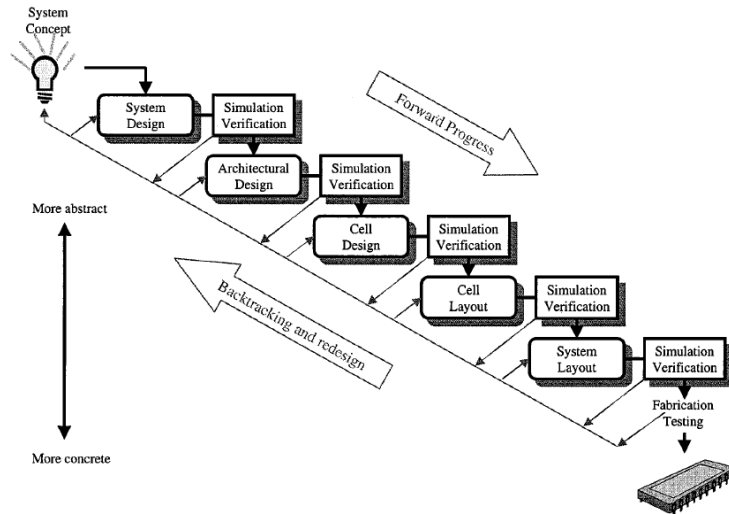 System
Concept
System
Design
Simulation
Verification
Forward Progress
Architectural
Design
Simulation
Verification
More abstract
Cell
Design
Simulation
Verification
Backtracking and redesign
Cell
Layout
Simulation
Verification
System
Layout
Simulation
Verification
Fabrication
Testing
More concrete